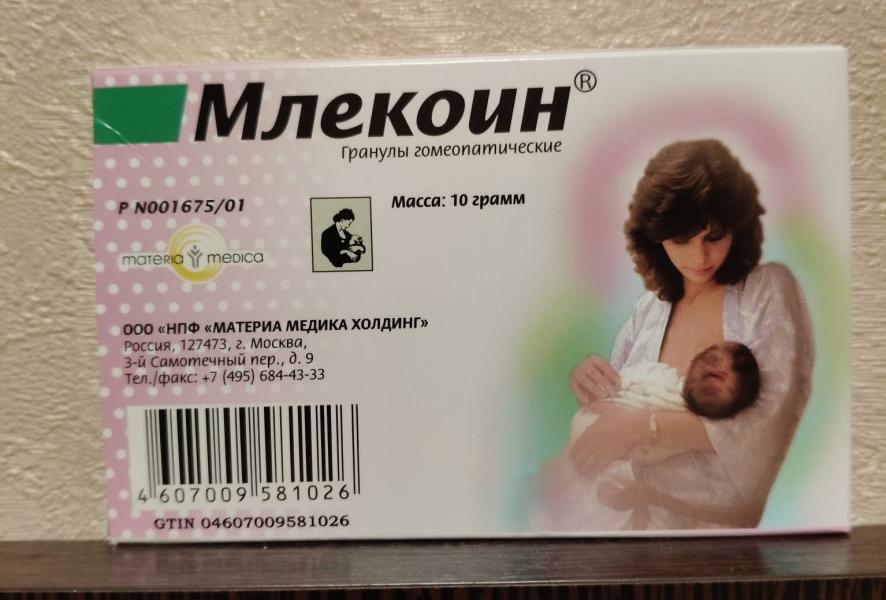 Млекоин®
Гранулы гомеопатические
Р N001675/01
Масса: 10 грамм
materia medica
ООО «НПФ «МАТЕРИА МЕДИКА ХОЛДИНГ»
Россия, 127473, г. Москва,
3-й Самотечный пер., д. 9
Тел./факс: +7 (495) 684-43-33
4 607009 581026
GTIN 04607009581026